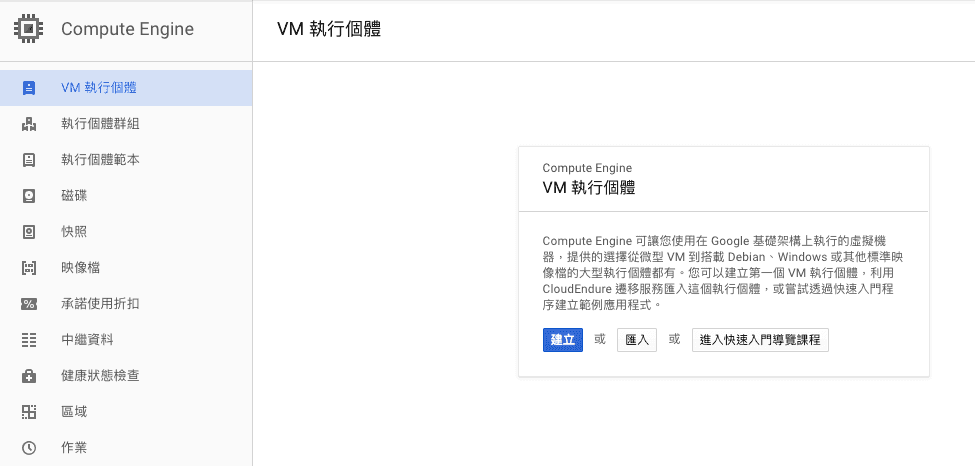 Compute Engine
VM 執行個體
VM 執行個體
執行個體群組
執行個體範本
磁碟
快照
映像檔
承諾使用折扣
中繼資料
健康狀態檢查
區域
作業
Compute Engine
VM 執行個體
Compute Engine 可讓您使用在 Google 基礎架構上執行的虛擬機
器，提供的選擇從微型 VM 到搭載 Debian、Windows 或其他標準映
像檔的大型執行個體都有。您可以建立第一個 VM 執行個體，利用
CloudEndure 遷移服務匯入這個執行個體，或嘗試透過快速入門程
序建立範例應用程式。
建立 或 匯入 或 進入快速入門導覽課程